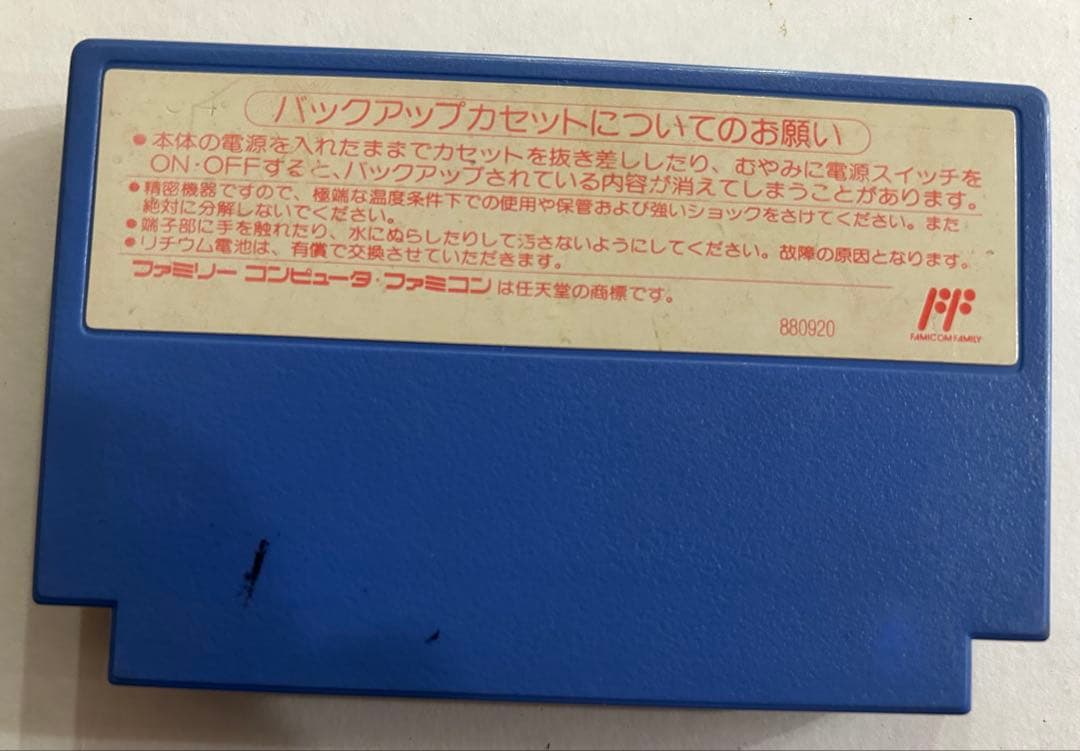 バックアップカセットについてのお願い
●本体の電源を入れたままでカセットを抜き差ししたり、むやみに電源スイッチを
ON・OFFすると、バックアップされている内容が消えてしまうことがあります。
●精密機器ですので、極端な温度条件下での使用や保管および強いショックをさけてください。また
絶対に分解しないでください。
●端子部に手を触れたり、水にぬらしたりして汚さないようにしてください。故障の原因となります。
●リチウム電池は、有償で交換させていただきます。
ファミリー コンピュータ・ファミコンは任天堂の商標です。
880920
FAMICOM FAMILY